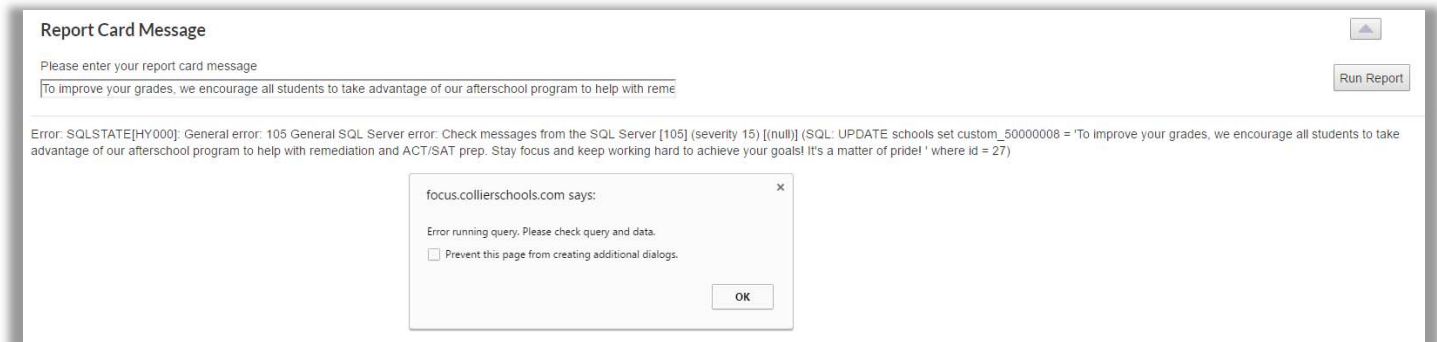 Report Card Message
Please enter your report card message
To improve your grades, we encourage all students to take advantage of our afterschool program to help with reme
Run Report
Error: SQLSTATE[HY000]: General error: 105 General SQL Server error: Check messages from the SQL Server [105] (severity 15) [(null)] (SQL: UPDATE schools set custom_50000008 = 'To improve your grades, we encourage all students to take
advantage of our afterschool program to help with remediation and ACT/SAT prep. Stay focus and keep working hard to achieve your goals! It's a matter of pride! ' where id = 27)
focus.collierschools.com says:
Error running query. Please check query and data.
Prevent this page from creating additional dialogs.
OK